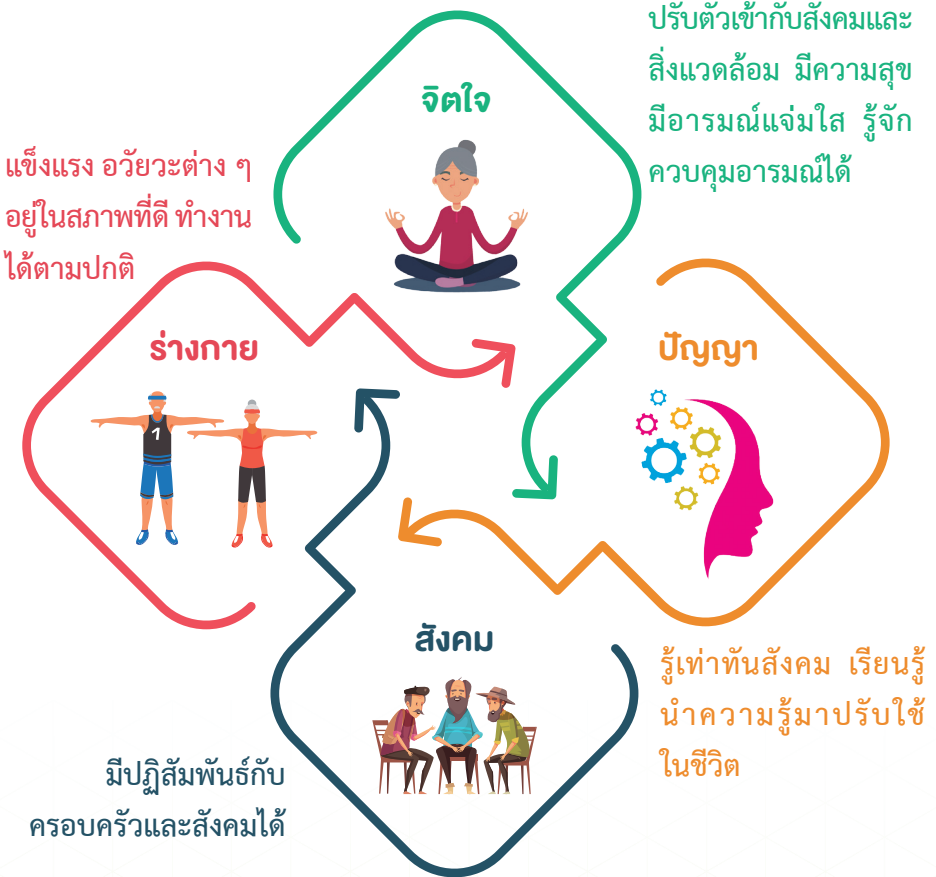 จิตใจ
ปรับตัวเข้ากับสังคมและ
สิ่งแวดล้อม มีความสุข
มีอารมณ์แจ่มใส รู้จัก
ควบคุมอารมณ์ได้
แข็งแรง อวัยวะต่าง ๆ
อยู่ในสภาพที่ดี ทำงาน
ได้ตามปกติ
ร่างกาย
1
ปัญญา
รู้เท่าทันสังคม เรียนรู้
นำความรู้มาปรับใช้
ในชีวิต
สังคม
มีปฏิสัมพันธ์กับ
ครอบครัวและสังคมได้